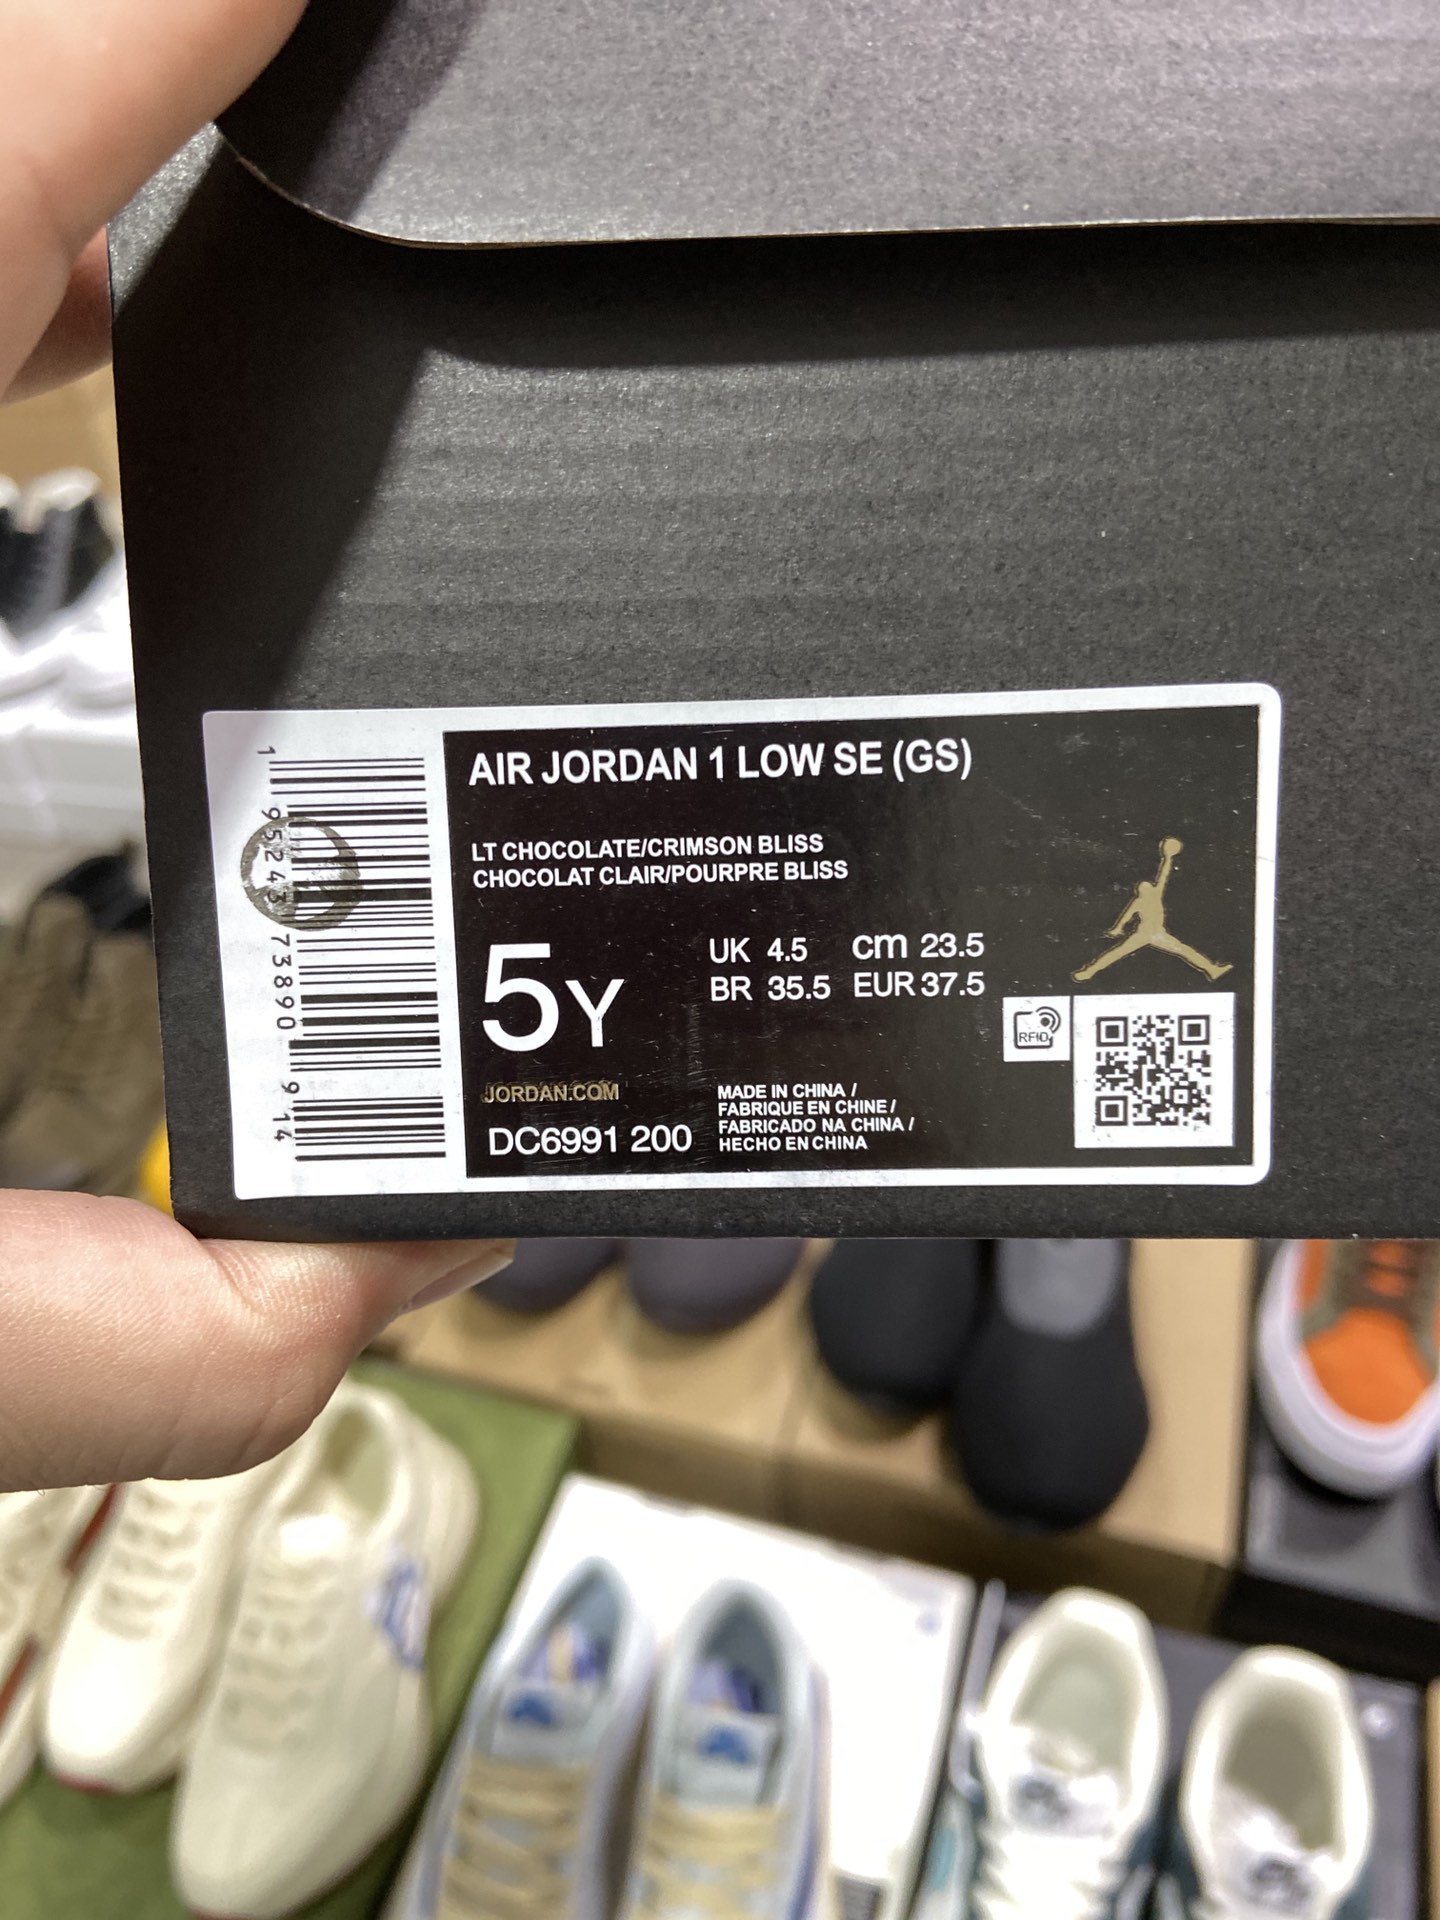 AIR JORDAN 1 LOW SE (GS)
LT CHOCOLATE/CRIMSON BLISS
CHOCOLAT CLAIR/POURPRE BLISS
5Y
UK 4.5 cm 23.5
BR 35.5 EUR 37.5
RFID
JORDAN.COM
DC6991 200
MADE IN CHINA /
FABRIQUE EN CHINE /
FABRICADO NA CHINA /
HECHO EN CHINA
1 95243 73890 9 14